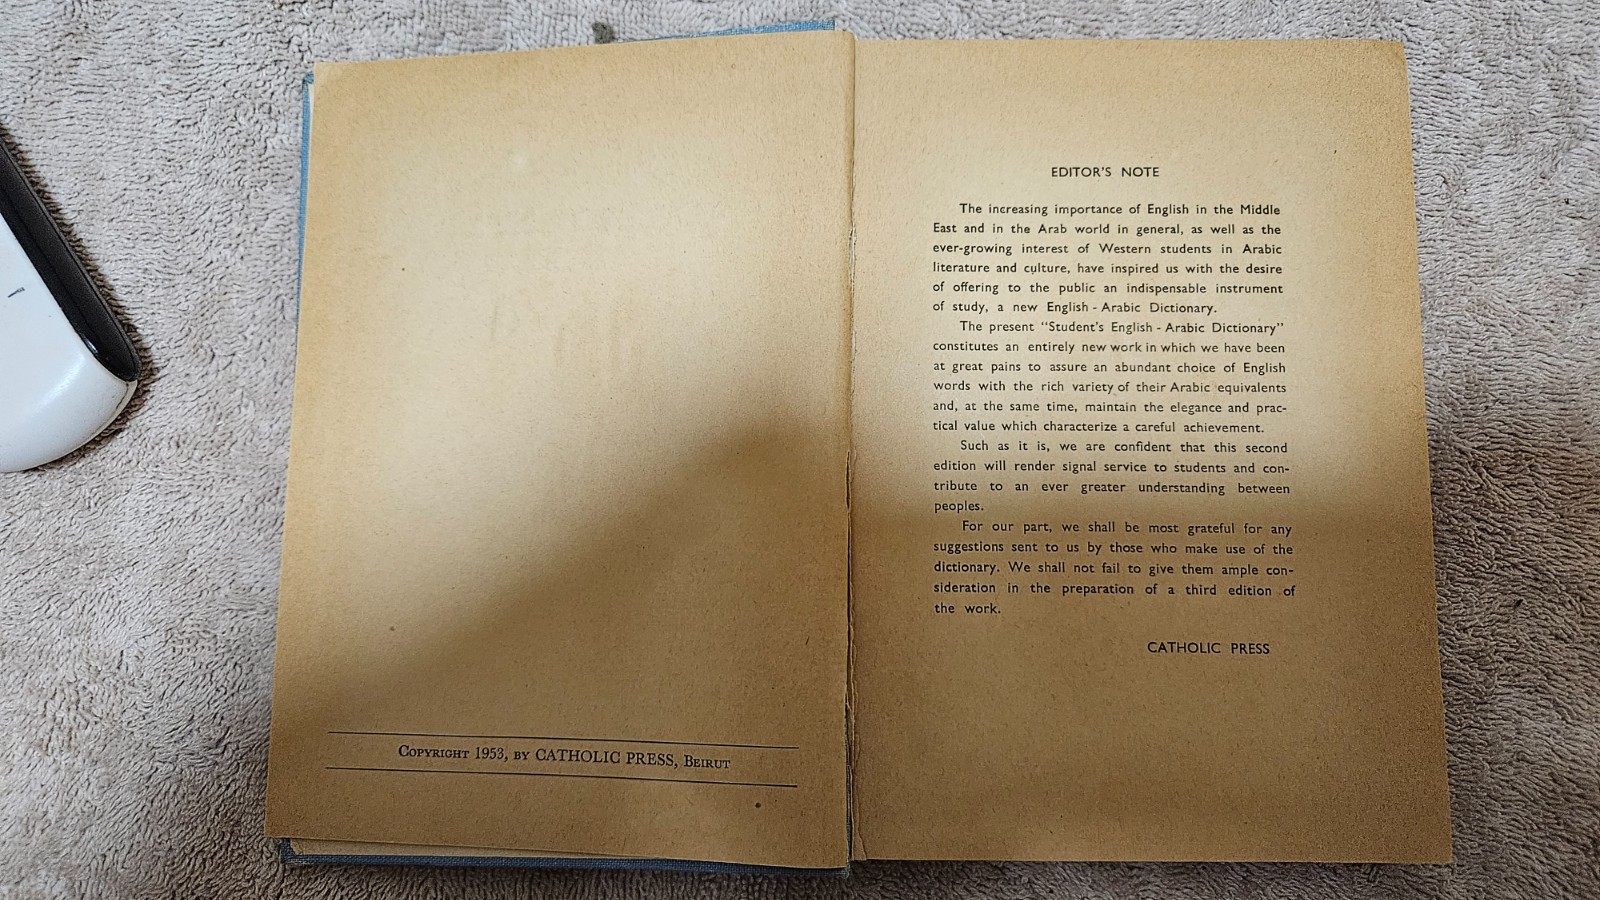 COPYRIGHT 1953, BY CATHOLIC PRESS, BEIRUT
EDITOR'S NOTE
The increasing importance of English in the Middle
East and in the Arab world in general, as well as the
ever-growing interest of Western students in Arabic
literature and culture, have inspired us with the desire
of offering to the public an indispensable instrument
of study, a new English - Arabic Dictionary.
The present "Student's English - Arabic Dictionary"
constitutes an entirely new work in which we have been
at great pains to assure an abundant choice of English
words with the rich variety of their Arabic equivalents
and, at the same time, maintain the elegance and prac-
tical value which characterize a careful achievement.
Such as it is, we are confident that this second
edition will render signal service to students and con-
tribute to an ever greater understanding between
peoples.
For our part, we shall be most grateful for any
suggestions sent to us by those who make use of the
dictionary. We shall not fail to give them ample con-
sideration in the preparation of a third edition of
the work.
CATHOLIC PRESS